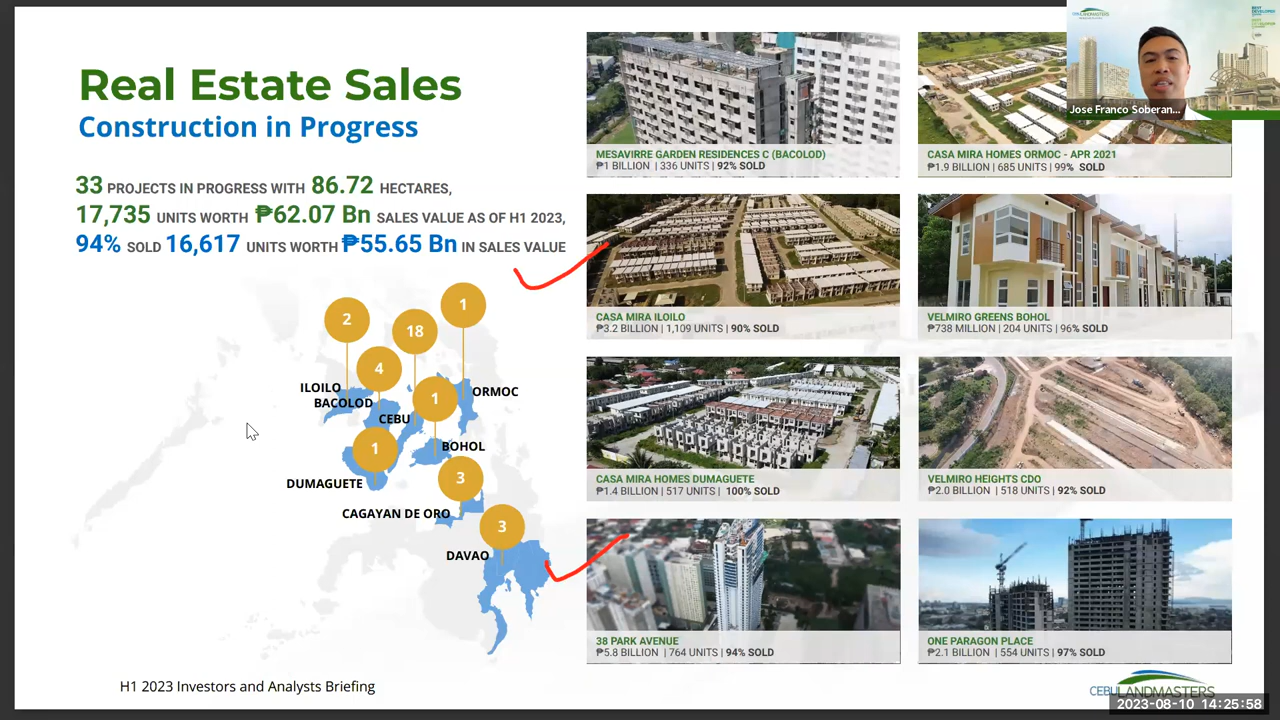 Real Estate Sales
Construction in Progress
33 PROJECTS IN PROGRESS WITH 86.72 HECTARES,
17,735 UNITS WORTH ₱62.07 Bn SALES VALUE AS OF H1 2023,
94% SOLD 16,617 UNITS WORTH ₱55.65 Bn IN SALES VALUE
2
18
1
4
1
1
3
3
ILOILO
BACOLOD
CEBU
ORMOC
BOHOL
DUMAGUETE
CAGAYAN DE ORO
DAVAO
MESAVIRRE GARDEN RESIDENCES C (BACOLOD)
₱1 BILLION | 336 UNITS | 92% SOLD
CASA MIRA HOMES ORMOC - APR 2021
₱1.9 BILLION | 685 UNITS | 99% SOLD
CASA MIRA ILOILO
₱3.2 BILLION | 1,109 UNITS | 90% SOLD
VELMIRO GREENS BOHOL
₱738 MILLION | 204 UNITS | 96% SOLD
CASA MIRA HOMES DUMAGUETE
₱1.4 BILLION | 517 UNITS | 100% SOLD
VELMIRO HEIGHTS CDO
₱2.0 BILLION | 518 UNITS | 92% SOLD
38 PARK AVENUE
₱5.8 BILLION | 764 UNITS | 94% SOLD
ONE PARAGON PLACE
₱2.1 BILLION | 554 UNITS | 97% SOLD
CEBULANDMASTERS
Jose Franco Soberan...
H1 2023 Investors and Analysts Briefing
CEBULANDMASTERS
2023-08-10 14:25:58